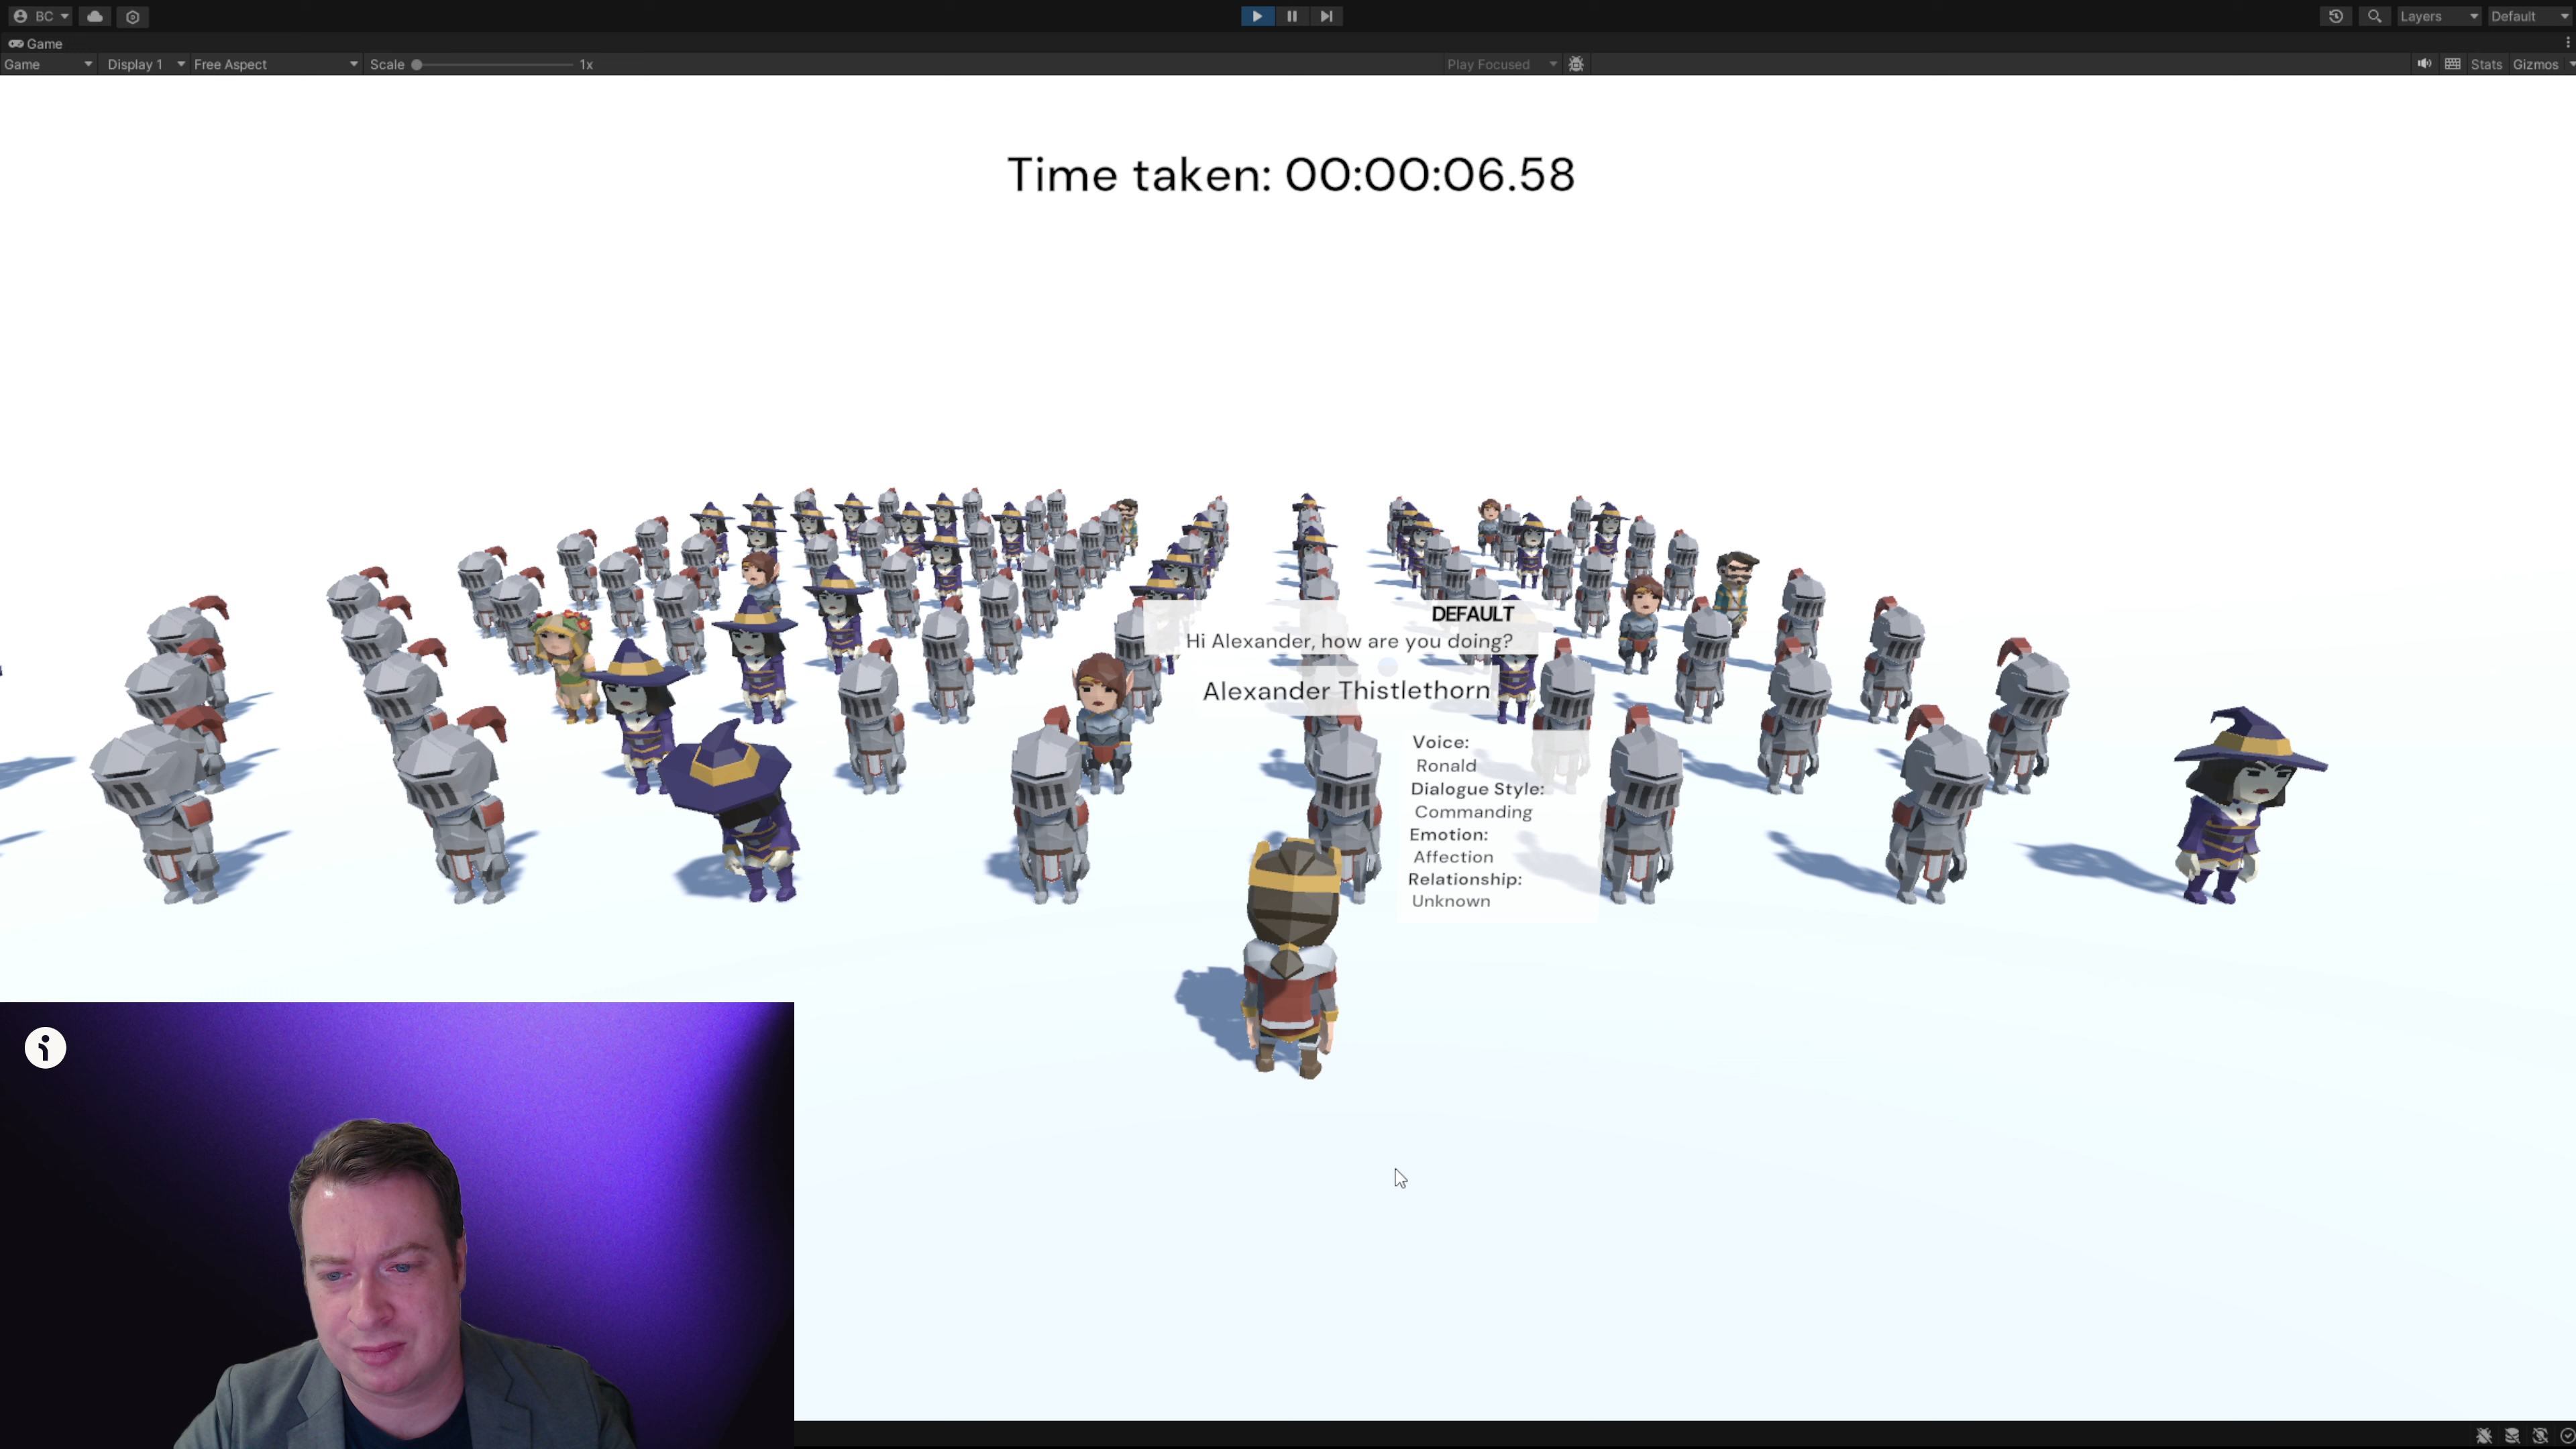 BC
Layers
Default
Game
Game
Display 1
Free Aspect
Scale
1x
Play Focused
Stats
Gizmos
Time taken: 00:00:06.58
DEFAULT
Hi Alexander, how are you doing?
Alexander Thistlethorn
Voice:
Ronald
Dialogue Style:
Commanding
Emotion:
Affection
Relationship:
Unknown